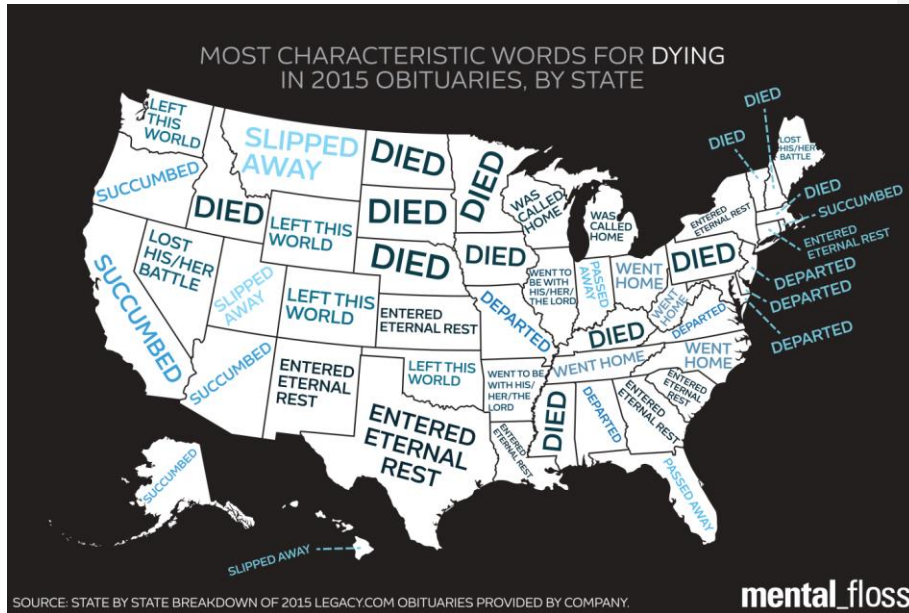 MOST CHARACTERISTIC WORDS FOR DYING
IN 2015 OBITUARIES, BY STATE
LEFT
THIS
WORLD
SLIPPED
AWAY
DIED
DIED
WAS
CALLED
HOME
WAS
CALLED
HOME
DIED
DIED
LOST
HIS/HER
BATTLE
SUCCUMBED
DIED
LEFT THIS
WORLD
DIED
ENTERED
ETERNAL REST
DIED
SUCCUMBED
ENTERED
ETERNAL REST
LOST
HIS/HER
BATTLE
SLIPPED
AWAY
DIED
DIED
WENT TO
BE WITH
HIS/HER/
THE LORD
PASSED
AWAY
WENT
HOME
DIED
DEPARTED
DEPARTED
DEPARTED
SUCCUMBED
LEFT THIS
WORLD
ENTERED
ETERNAL REST
DEPARTED
DIED
WENT
HOME
DEPARTED
SUCCUMBED
ENTERED
ETERNAL
REST
LEFT THIS
WORLD
WENT TO BE
WITH HIS/
HER/THE
LORD
WENT HOME
WENT
HOME
ENTERED
ETERNAL
REST
ENTERED
ETERNAL
REST
ENTERED
ETERNAL REST
DIED
DEPARTED
ENTERED
ETERNAL REST
PASSED AWAY
SUCCUMBED
SLIPPED AWAY
SOURCE: STATE BY STATE BREAKDOWN OF 2015 LEGACY.COM OBITUARIES PROVIDED BY COMPANY.
mental_floss